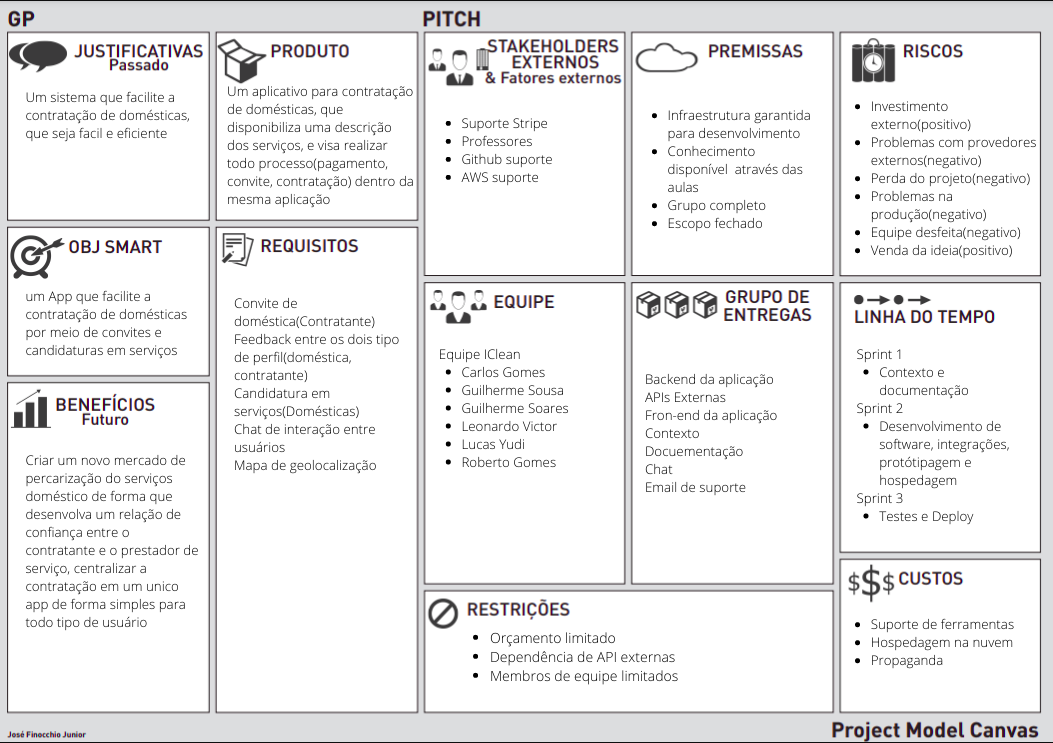 GP
PITCH
JUSTIFICATIVAS
Passado
Um sistema que facilite a
contratação de domésticas,
que seja facil e eficiente
PRODUTO
Um aplicativo para contratação
de domésticas, que
disponibiliza uma descrição
dos serviços, e visa realizar
todo processo(pagamento,
convite, contratação) dentro da
mesma aplicação
STAKEHOLDERS
EXTERNOS
& Fatores externos
• Suporte Stripe
• Professores
• Github suporte
• AWS suporte
PREMISSAS
• Infraestrutura garantida
para desenvolvimento
• Conhecimento
disponível através das
aulas
• Grupo completo
• Escopo fechado
RISCOS
• Investimento
externo(positivo)
• Problemas com provedores
externos(negativo)
• Perda do projeto(negativo)
• Problemas na
produção(negativo)
• Equipe desfeita(negativo)
• Venda da ideia(positivo)
OBJ SMART
um App que facilite a
contratação de domésticas
por meio de convites e
candidaturas em serviços
REQUISITOS
Convite de
doméstica(Contratante)
Feedback entre os dois tipo
de perfil(doméstica,
contratante)
Candidatura em
serviços(Domésticas)
Chat de interação entre
usuários
Mapa de geolocalização
EQUIPE
Equipe IClean
• Carlos Gomes
• Guilherme Sousa
• Guilherme Soares
• Leonardo Victor
• Lucas Yudi
• Roberto Gomes
GRUPO DE
ENTREGAS
Backend da aplicação
APIs Externas
Fron-end da aplicação
Contexto
Docuementação
Chat
Email de suporte
LINHA DO TEMPO
Sprint 1
• Contexto e
documentação
Sprint 2
• Desenvolvimento de
software, integrações,
protótipagem e
hospedagem
Sprint 3
• Testes e Deploy
BENEFÍCIOS
Futuro
Criar um novo mercado de
percarização do serviços
doméstico de forma que
desenvolva um relação de
confiança entre o
contratante e o prestador de
serviço, centralizar a
contratação em um unico
app de forma simples para
todo tipo de usuário
RESTRIÇÕES
• Orçamento limitado
• Dependência de API externas
• Membros de equipe limitados
$$$ CUSTOS
• Suporte de ferramentas
• Hospedagem na nuvem
• Propaganda
José Finocchio Junior
Project Model Canvas